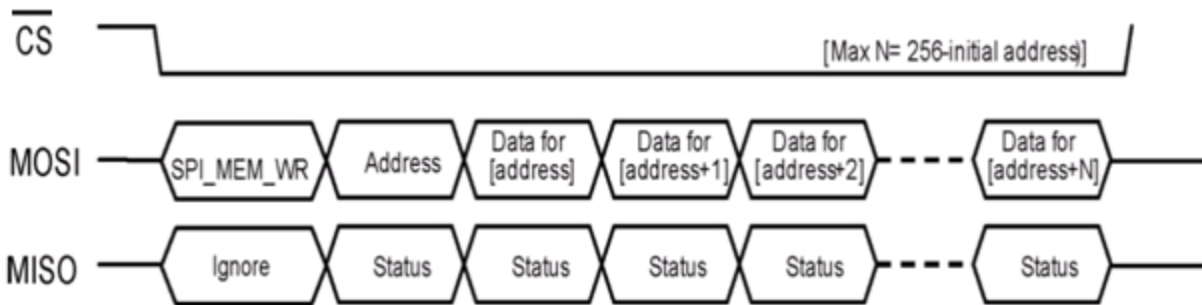 CS
[Max N= 256-initial address)]
MOSI
SPI_MEM_WR
Address
Data for
[address]
Data for
[address+1]
Data for
[address+2]
Data for
[address+N]
MISO
Ignore
Status
Status
Status
Status
Status